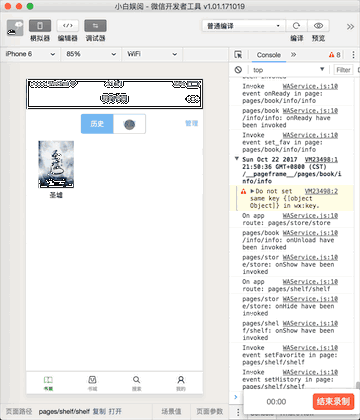 小白娱阅 - 微信开发者工具 v1.01.171019
模拟器 编辑器 调试器
普通编译
编译 预览
iPhone 6 85% WiFi
Console 8
top Filter
Invoke WAService.js:10
event onReady in page:
pages/book/info/info
pages/book WAService.js:10
/info/info: onReady have
been invoked
Invoke WAService.js:10
event set_fav in page:
pages/book/info/info
Sun Oct 22 2017 VM23498:1
21:50:36 GMT+0800 (CST)
/__pageframe__/pages/book/
info/info
Do not set VM23498:2
same key {[object
Object]} in wx:key.
On app WAService.js:10
route: pages/store/store
pages/book WAService.js:10
/info/info: onUnload have
been invoked
pages/stor WAService.js:10
e/store: onShow have been
invoked
On app WAService.js:10
route: pages/shelf/shelf
pages/stor WAService.js:10
e/store: onHide have been
invoked
pages/shel WAService.js:10
f/shelf: onShow have been
invoked
Invoke WAService.js:10
event setFavorite in page:
pages/shelf/shelf
Invoke WAService.js:10
event setHistory in page:
pages/shelf/shelf
历史
管理
圣墟
书架 书城 搜索 我的
页面路径 pages/shelf/shelf 复制 打开 场景值 页面参数
00:00 结束录制